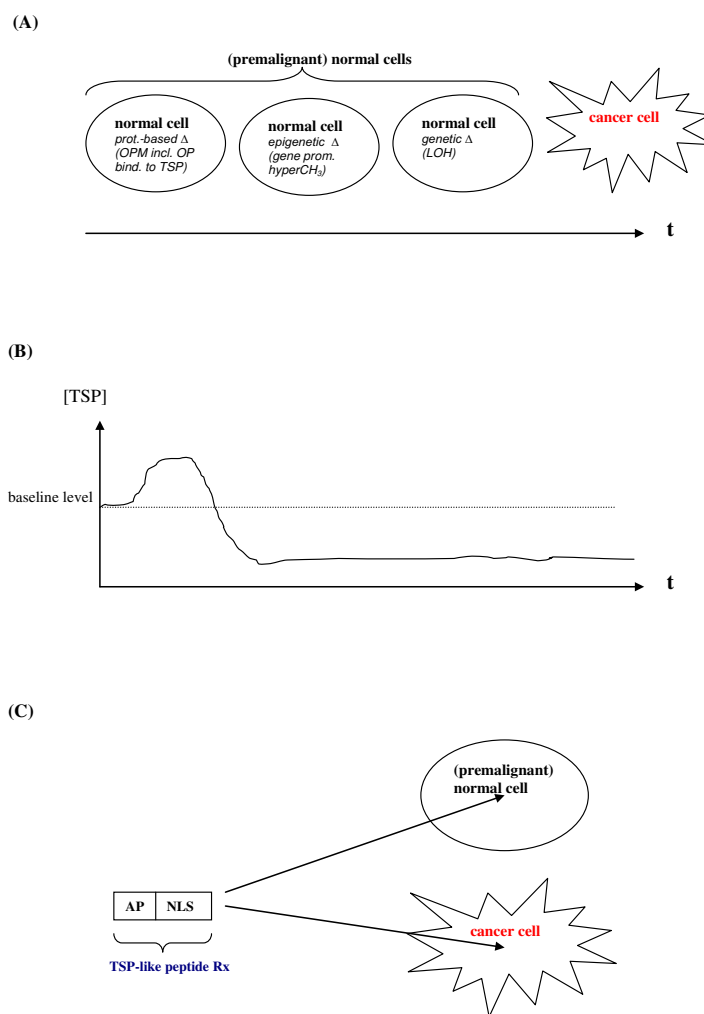 (A)
(premalignant) normal cells
normal cell
prot.-based Δ
(OPM incl. OP
bind. to TSP)
normal cell
epigenetic Δ
(gene prom.
hyperCH₃)
normal cell
genetic Δ
(LOH)
cancer cell
t
(B)
[TSP]
baseline level
t
(C)
(premalignant)
normal cell
AP NLS
cancer cell
TSP-like peptide Rx